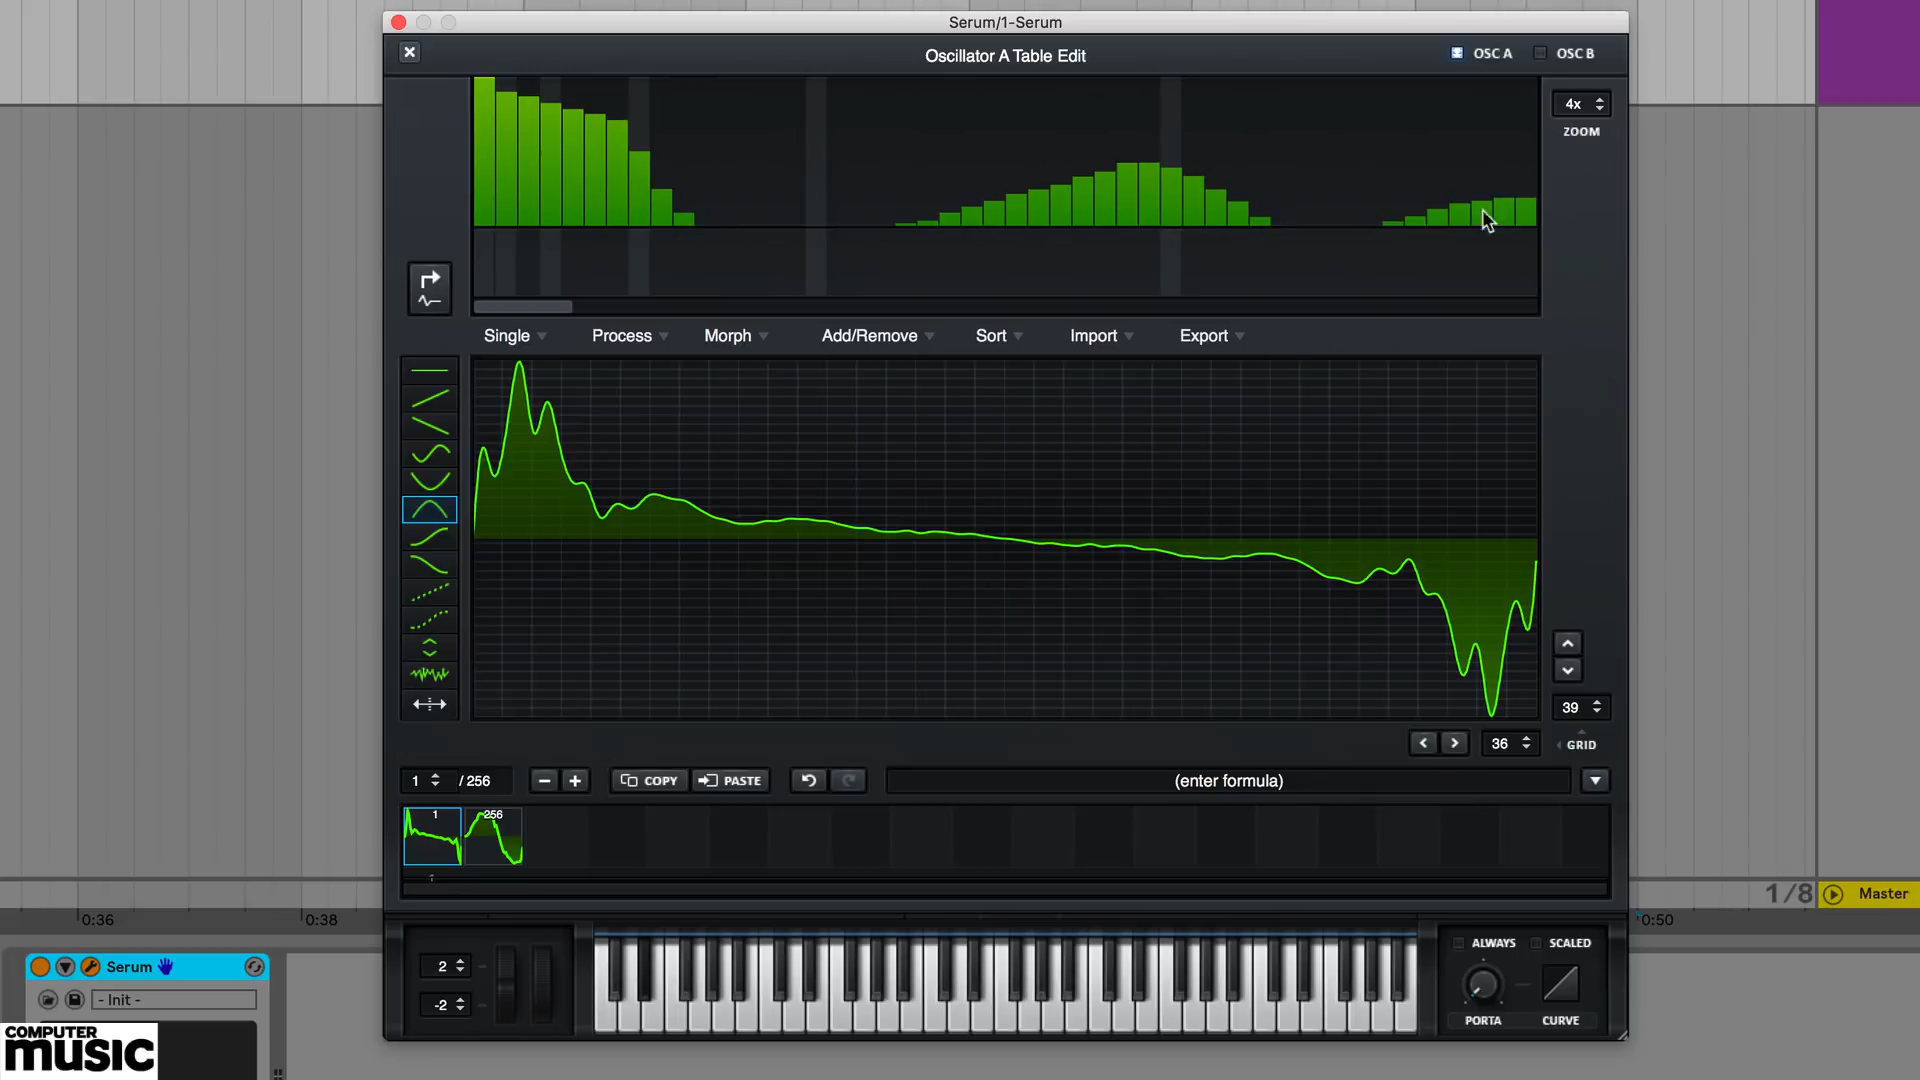 Serum/1-Serum
Oscillator A Table Edit
OSC A
OSC B
4x
ZOOM
Single
Process
Morph
Add/Remove
Sort
Import
Export
39
36
GRID
1
/ 256
COPY
PASTE
(enter formula)
1
256
1/8
Master
0:36
0:38
0:50
2
-2
ALWAYS
SCALED
PORTA
CURVE
Serum
- Init -
COMPUTER
music